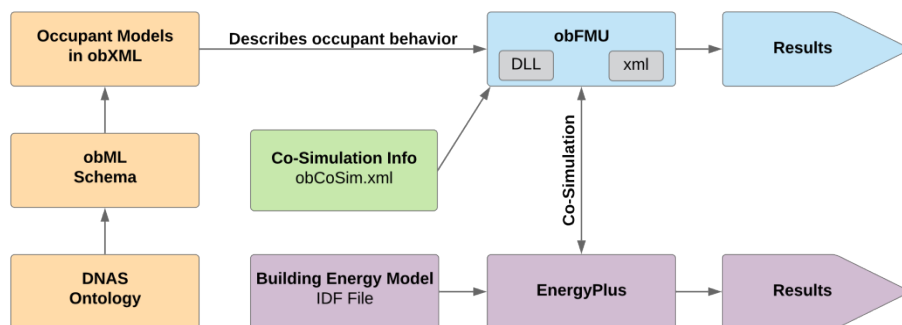 Occupant Models
in obXML
Describes occupant behavior
obFMU
DLL
xml
Results
obML
Schema
Co-Simulation Info
obCoSim.xml
Co-Simulation
DNAS
Ontology
Building Energy Model
IDF File
EnergyPlus
Results